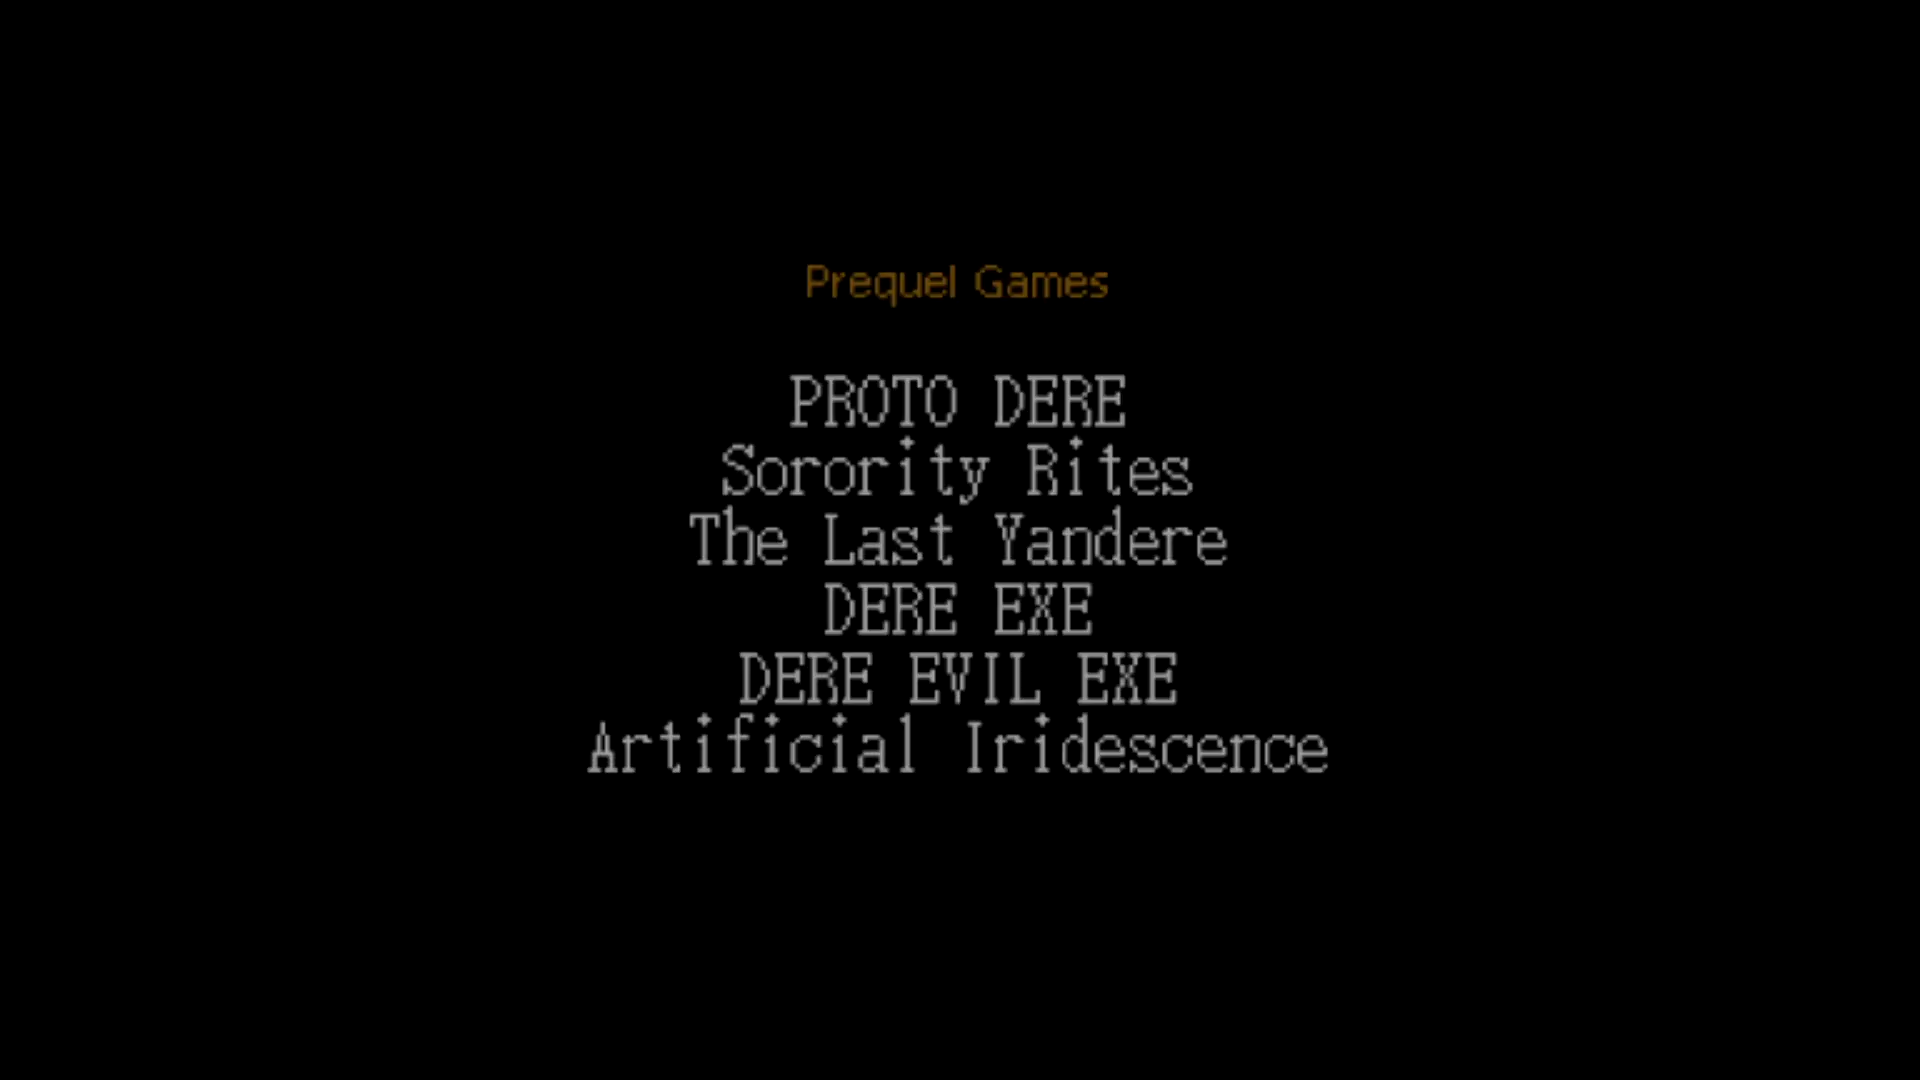 Prequel Games
PROTO DERE
Sorority Rites
The Last Yandere
DERE EXE
DERE EVIL EXE
Artificial Iridescence